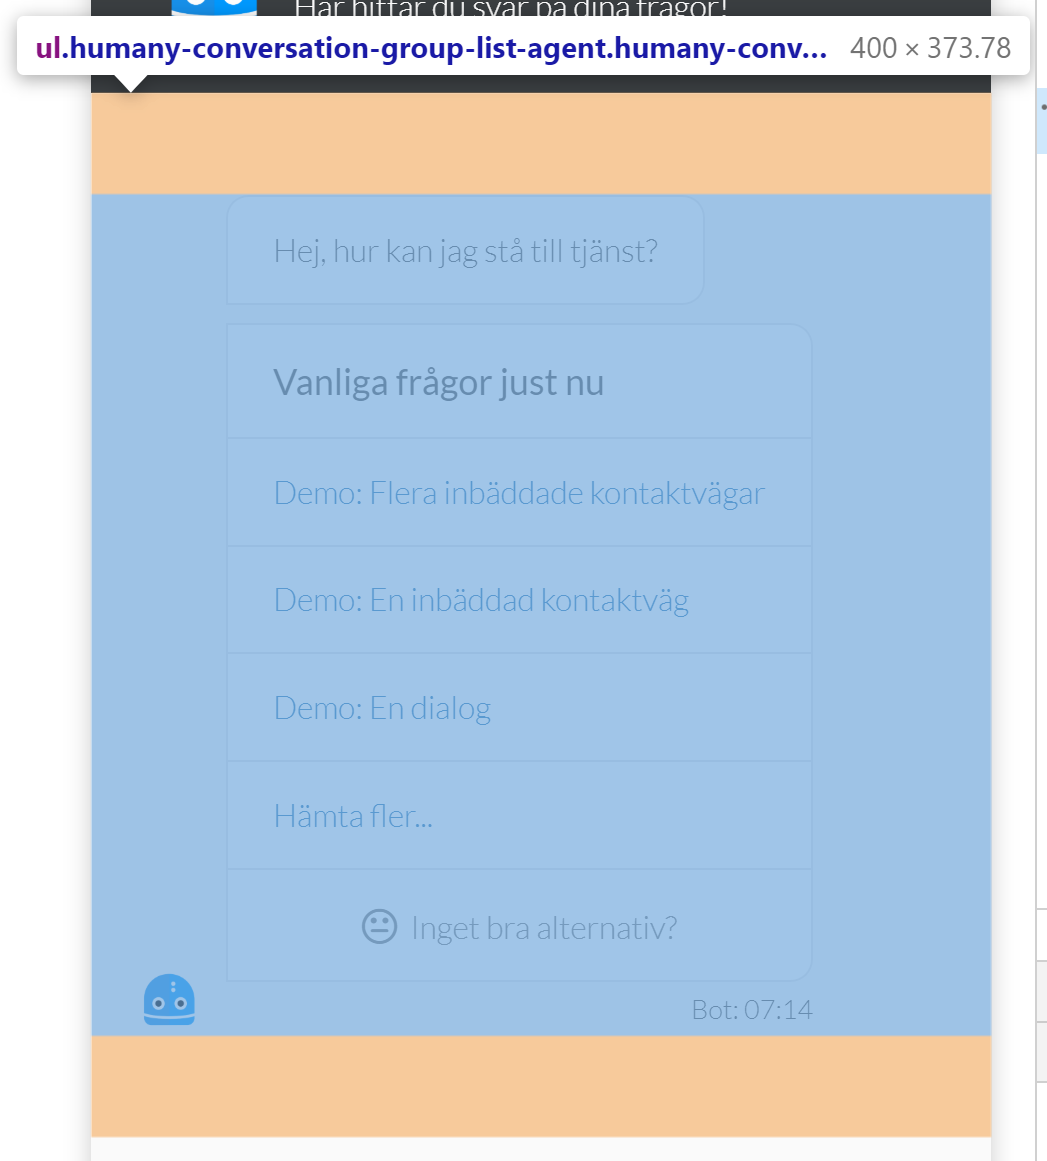 Här hittar du svar på dina frågor!
ul.humany-conversation-group-list-agent.humany-conv... 400 × 373.78
Hej, hur kan jag stå till tjänst?
Vanliga frågor just nu
Demo: Flera inbäddade kontaktvägar
Demo: En inbäddad kontaktväg
Demo: En dialog
Hämta fler...
Inget bra alternativ?
Bot: 07:14